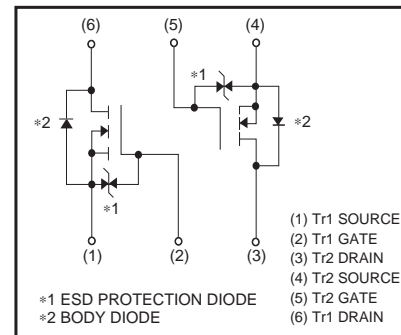 (6) (5) (4)
*1
*2
*2
*1
(1) (2) (3)
(1) Tr1 SOURCE
(2) Tr1 GATE
(3) Tr2 DRAIN
(4) Tr2 SOURCE
(5) Tr2 GATE
(6) Tr1 DRAIN
*1 ESD PROTECTION DIODE
*2 BODY DIODE